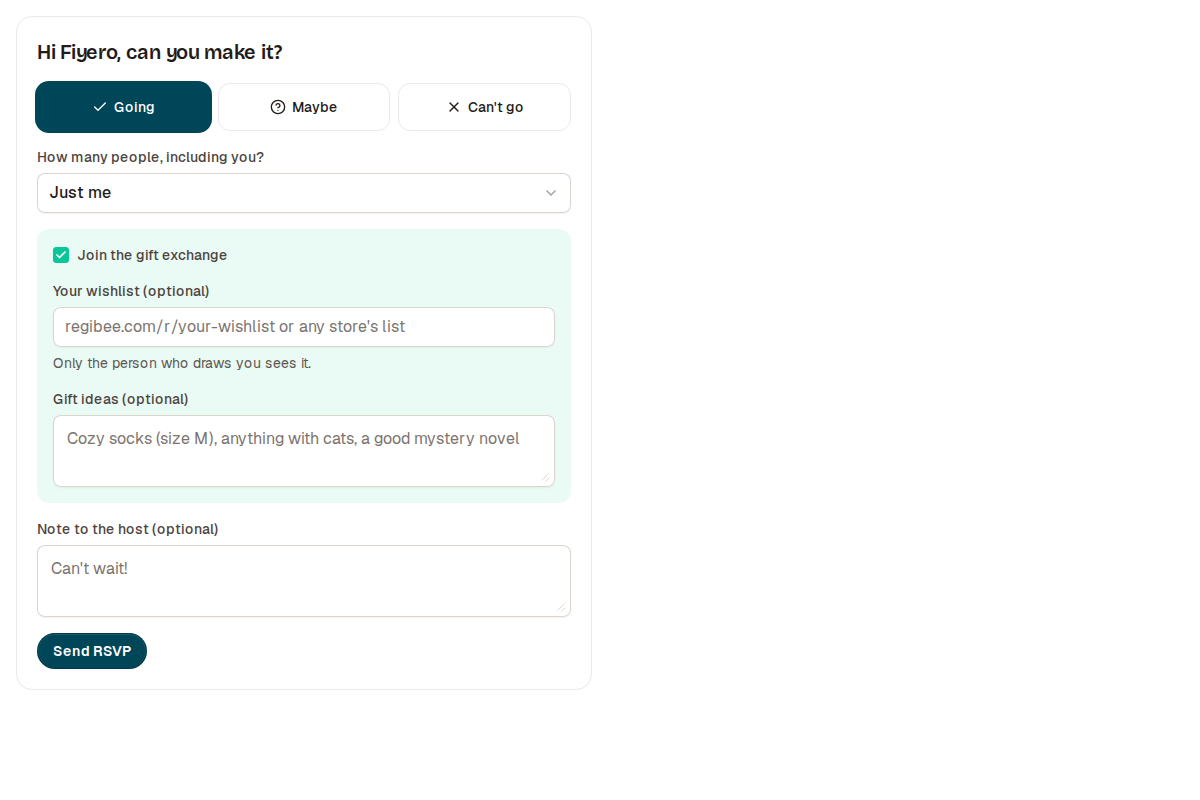 Hi Fiyero, can you make it?
Going
Maybe
Can't go
How many people, including you?
Just me
Join the gift exchange
Your wishlist (optional)
regibee.com/r/your-wishlist or any store's list
Only the person who draws you sees it.
Gift ideas (optional)
Cozy socks (size M), anything with cats, a good mystery novel
Note to the host (optional)
Can't wait!
Send RSVP